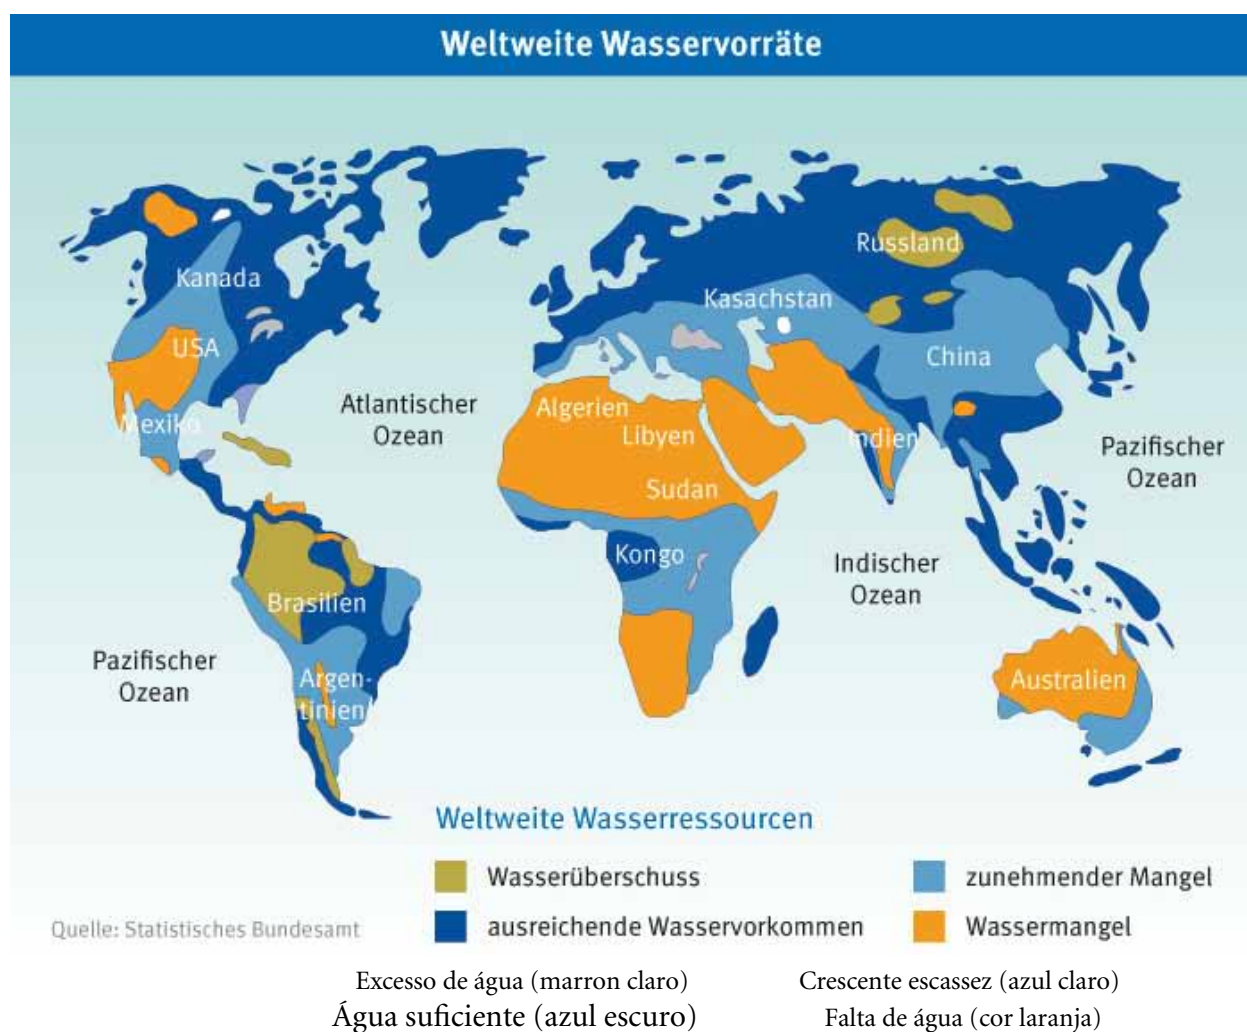 Weltweite Wasservorräte
Kanada
Russland
Kasachstan
USA
China
Atlantischer
Ozean
Algerien
Mexiko
Libyen
Indien
Pazifischer
Ozean
Sudan
Kongo
Indischer
Ozean
Brasilien
Pazifischer
Ozean
Argen-
tinien
Australien
Weltweite Wasserressourcen
Wasserüberschuss
zunehmender Mangel
ausreichende Wasservorkommen
Wassermangel
Quelle: Statistisches Bundesamt
Excesso de água (marron claro)
Crescente escassez (azul claro)
Água suficiente (azul escuro)
Falta de água (cor laranja)